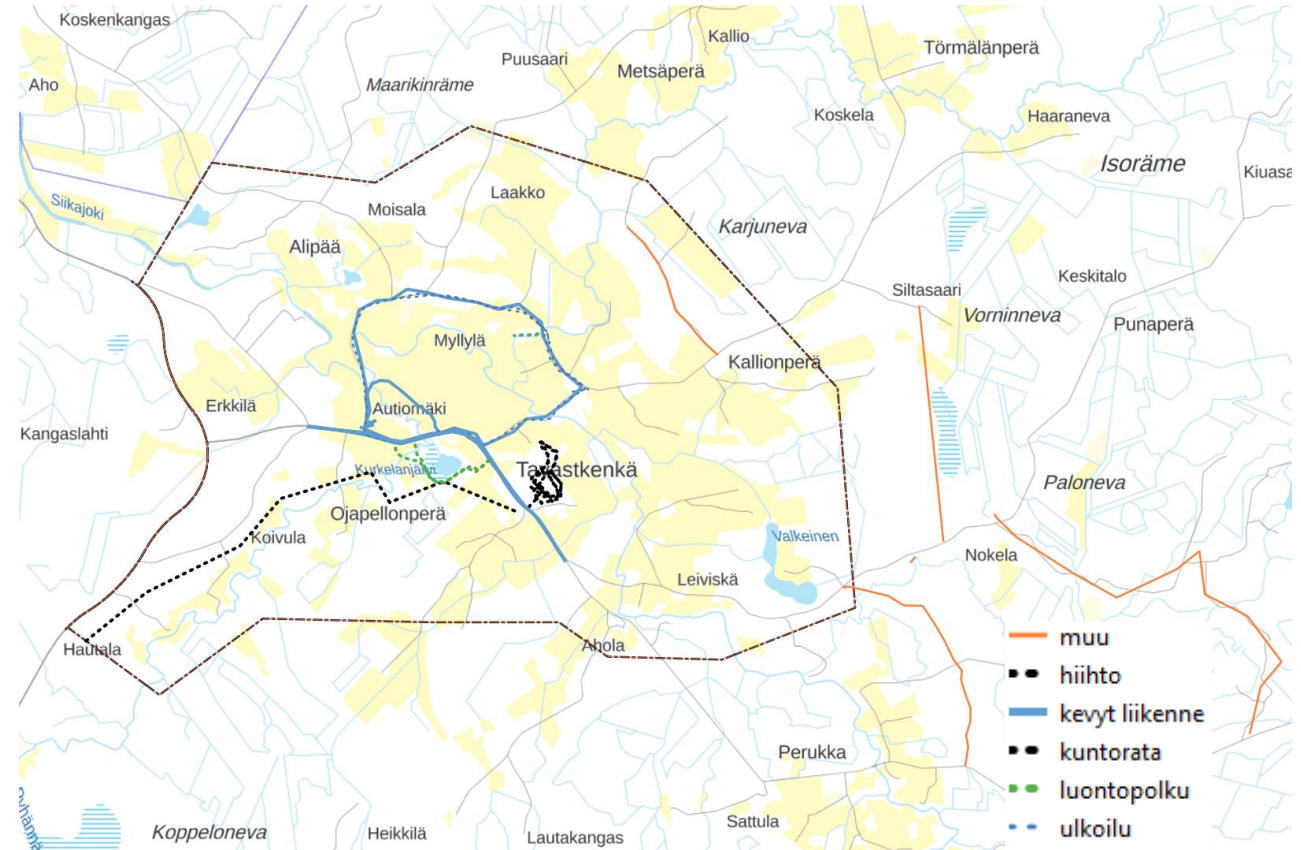 Koskenkangas
Kallio
Törmälänperä
Puusaari
Metsäperä
Aho
Maarikinräme
Koskela
Haaraneva
Isoräme
Kiuasa
Laakko
Siikajoki
Moisala
Karjuneva
Alipää
Keskitalo
Siltasaari
Vorninneva
Punaperä
Myllylä
Kallionperä
Erkkilä
Autiomäki
Kangaslahti
Kurkelanjärvi
Tavastkenkä
Paloneva
Ojapellonperä
Koivula
Valkeinen
Nokela
Leiviskä
Hautala
Ahola
muu
hiihto
kevyt liikenne
kuntorata
luontopolku
ulkoilu
Perukka
Sattula
Koppeloneva
Heikkilä
Lautakangas